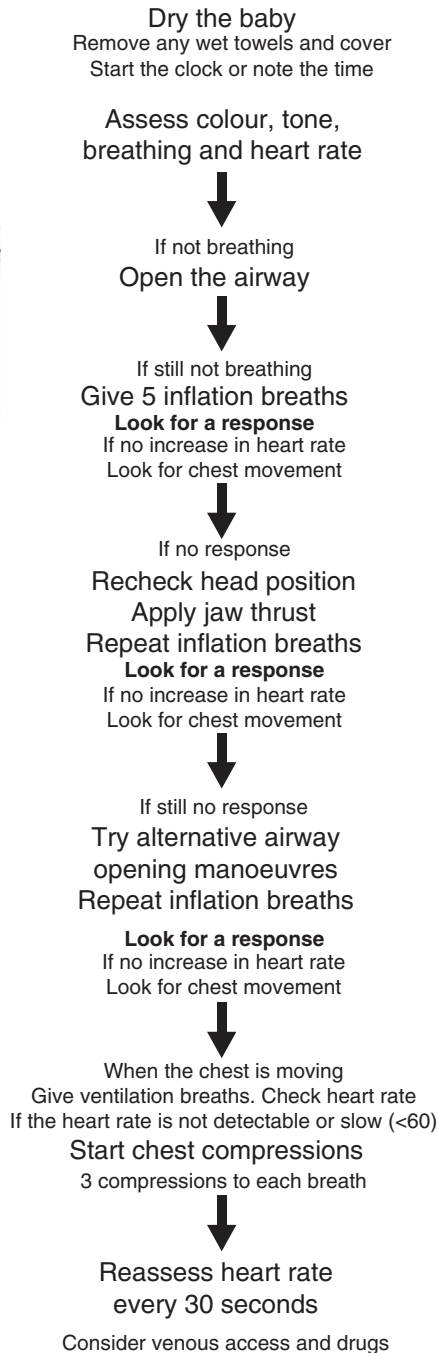 Dry the baby
Remove any wet towels and cover
Start the clock or note the time
Assess colour, tone,
breathing and heart rate
If not breathing
Open the airway
If still not breathing
Give 5 inflation breaths
Look for a response
If no increase in heart rate
Look for chest movement
If no response
Recheck head position
Apply jaw thrust
Repeat inflation breaths
Look for a response
If no increase in heart rate
Look for chest movement
If still no response
Try alternative airway
opening manoeuvres
Repeat inflation breaths
Look for a response
If no increase in heart rate
Look for chest movement
When the chest is moving
Give ventilation breaths. Check heart rate
If the heart rate is not detectable or slow (<60)
Start chest compressions
3 compressions to each breath
Reassess heart rate
every 30 seconds
Consider venous access and drugs